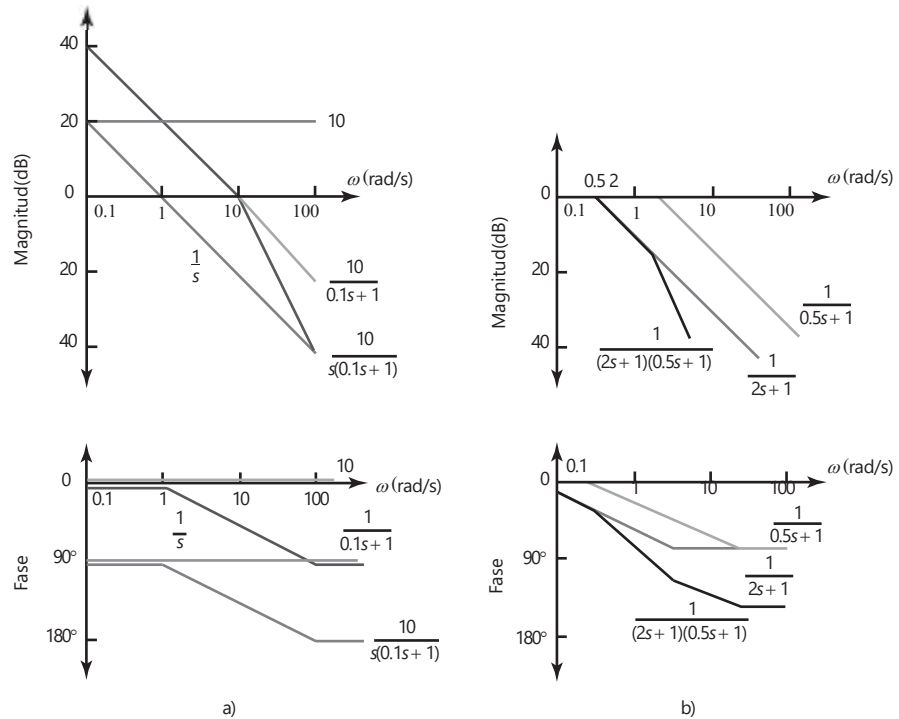 40
20
0
20
40
Magnitud(dB)
0.1
1
10
100
ω (rad/s)
10
1/s
10/(0.1s + 1)
10/(s(0.1s + 1))
0
90°
180°
Fase
0.1
1
10
100
ω (rad/s)
10
1/s
1/(0.1s + 1)
10/(s(0.1s + 1))
a)
0
20
40
Magnitud(dB)
0.5 2
0.1
1
10
100
ω (rad/s)
1/(0.5s + 1)
1/((2s + 1)(0.5s + 1))
1/(2s + 1)
0
90°
180°
Fase
0.1
1
10
100
ω (rad/s)
1/(0.5s + 1)
1/(2s + 1)
1/((2s + 1)(0.5s + 1))
b)